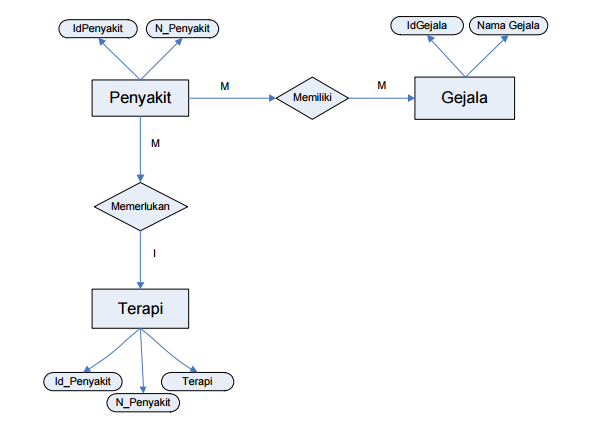 IdPenyakit
N_Penyakit
IdGejala
Nama Gejala
Penyakit
M
Memiliki
M
Gejala
M
Memerlukan
I
Terapi
Id_Penyakit
Terapi
N_Penyakit